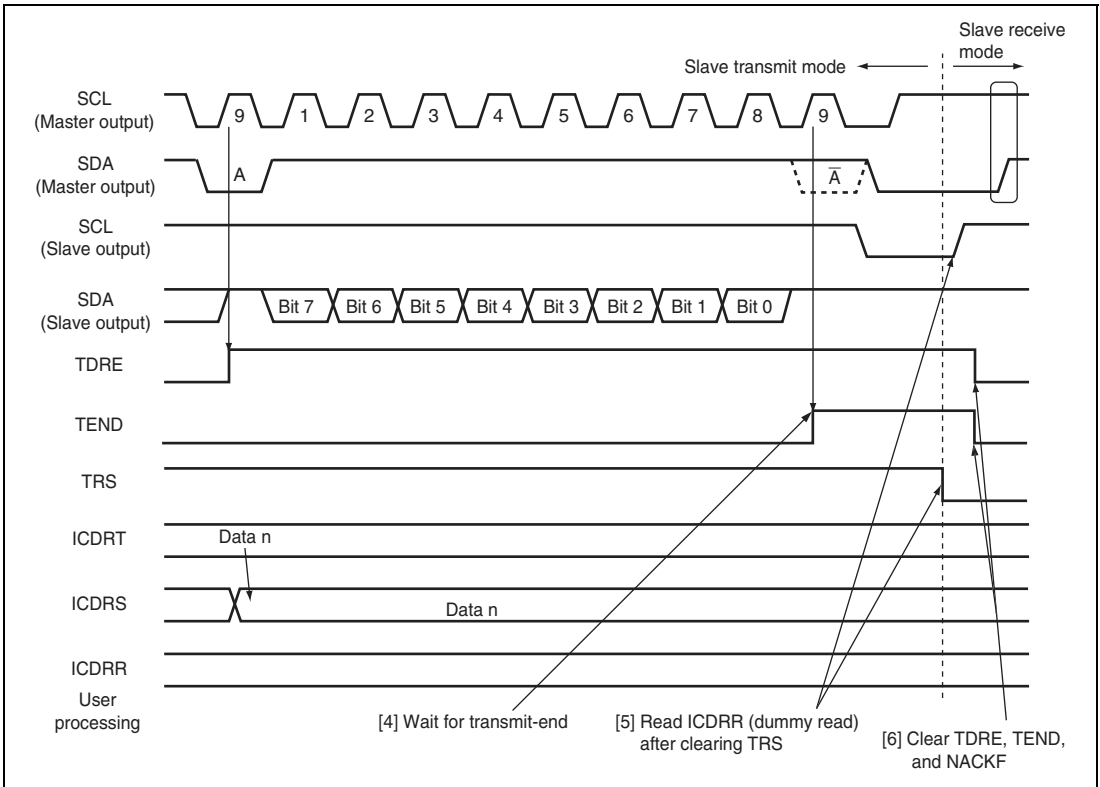 Slave receive
mode
Slave transmit mode
SCL
(Master output)
9 1 2 3 4 5 6 7 8 9
SDA
(Master output)
A
A̅
SCL
(Slave output)
SDA
(Slave output)
Bit 7 Bit 6 Bit 5 Bit 4 Bit 3 Bit 2 Bit 1 Bit 0
TDRE
TEND
TRS
ICDRT
Data n
ICDRS
Data n
ICDRR
User
processing
[4] Wait for transmit-end
[5] Read ICDRR (dummy read)
after clearing TRS
[6] Clear TDRE, TEND,
and NACKF